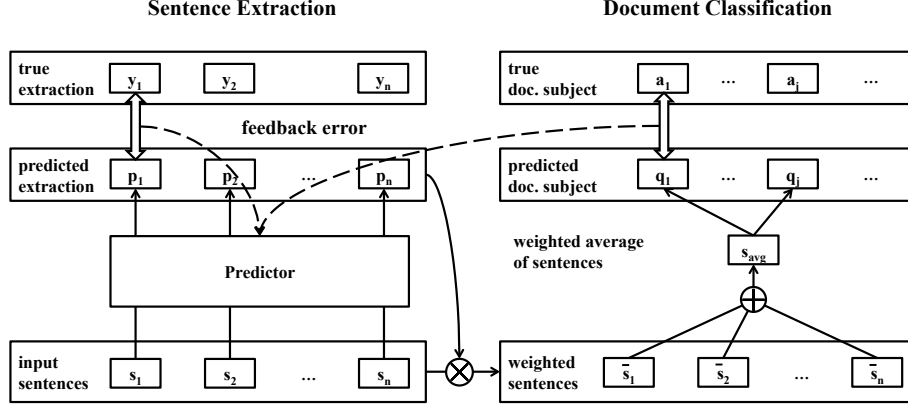 Sentence Extraction
Document Classification
true
extraction
y1 y2 ... yn
true
doc. subject
a1 ... aj ...
feedback error
predicted
extraction
p1 p2 ... pn
predicted
doc. subject
q1 ... qj ...
weighted average
of sentences
savg
Predictor
input
sentences
s1 s2 ... sn
weighted
sentences
s̄1 s̄2 ... s̄n